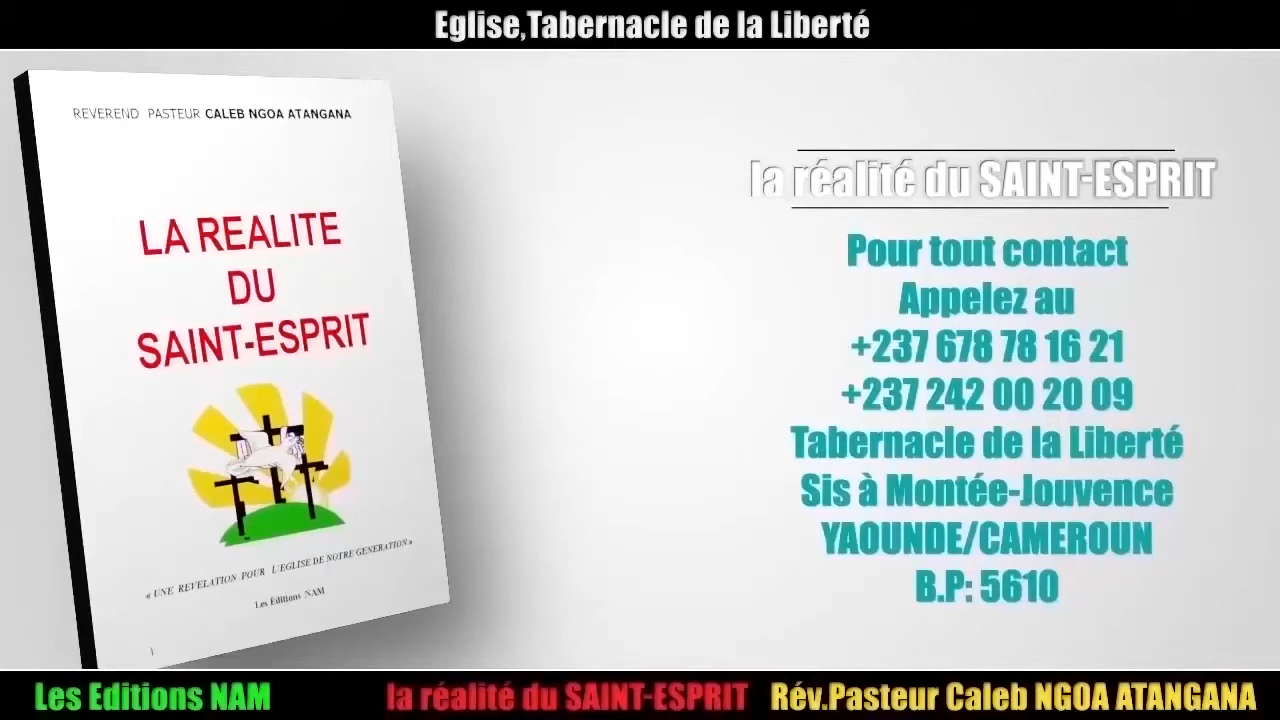 Eglise,Tabernacle de la Liberté
REVEREND PASTEUR CALEB NGOA ATANGANA
LA REALITE
DU
SAINT-ESPRIT
« UNE REVELATION POUR L'EGLISE DE NOTRE GENERATION »
Les Editions NAM
1
la réalité du SAINT-ESPRIT
Pour tout contact
Appelez au
+237 678 78 16 21
+237 242 00 20 09
Tabernacle de la Liberté
Sis à Montée-Jouvence
YAOUNDE/CAMEROUN
B.P: 5610
Les Editions NAM
la réalité du SAINT-ESPRIT
Rév.Pasteur Caleb NGOA ATANGANA